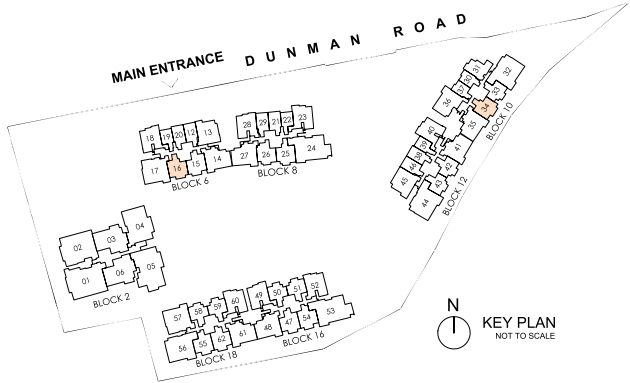 DUNMAN ROAD
MAIN ENTRANCE
18 19 20 12 13
17 16 15 14
BLOCK 6
28 29 21 22 23
27 26 25 24
BLOCK 8
31 32
30
37 33
36 34
35
BLOCK 10
40 41
39
38 42
46 43
45 44
BLOCK 12
02 03 04
01 06 05
BLOCK 2
57 58 59 60
56 55 62 61
BLOCK 18
49 50 51 52
48 47 54 53
BLOCK 16
N
KEY PLAN
NOT TO SCALE